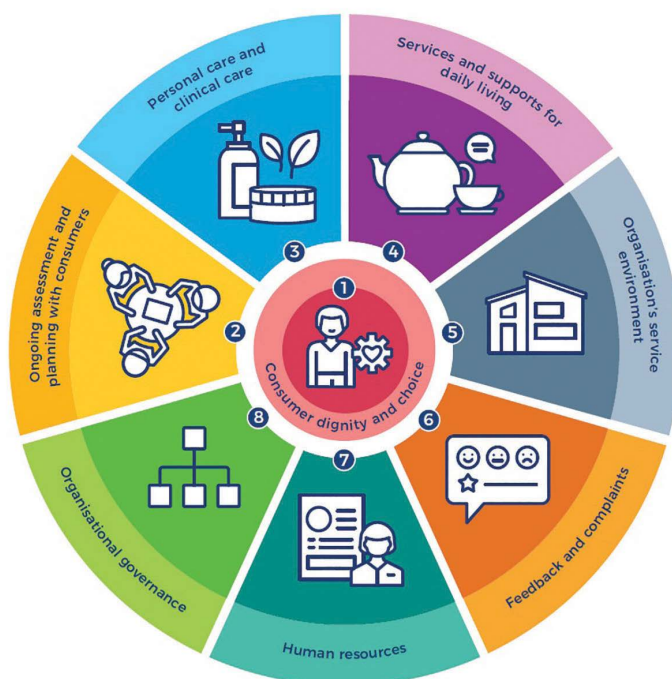 1
Consumer dignity and choice
2
Ongoing assessment and
planning with consumers
3
Personal care and
clinical care
4
Services and supports for
daily living
5
Organisation's service
environment
6
Feedback and complaints
7
Human resources
8
Organisational governance